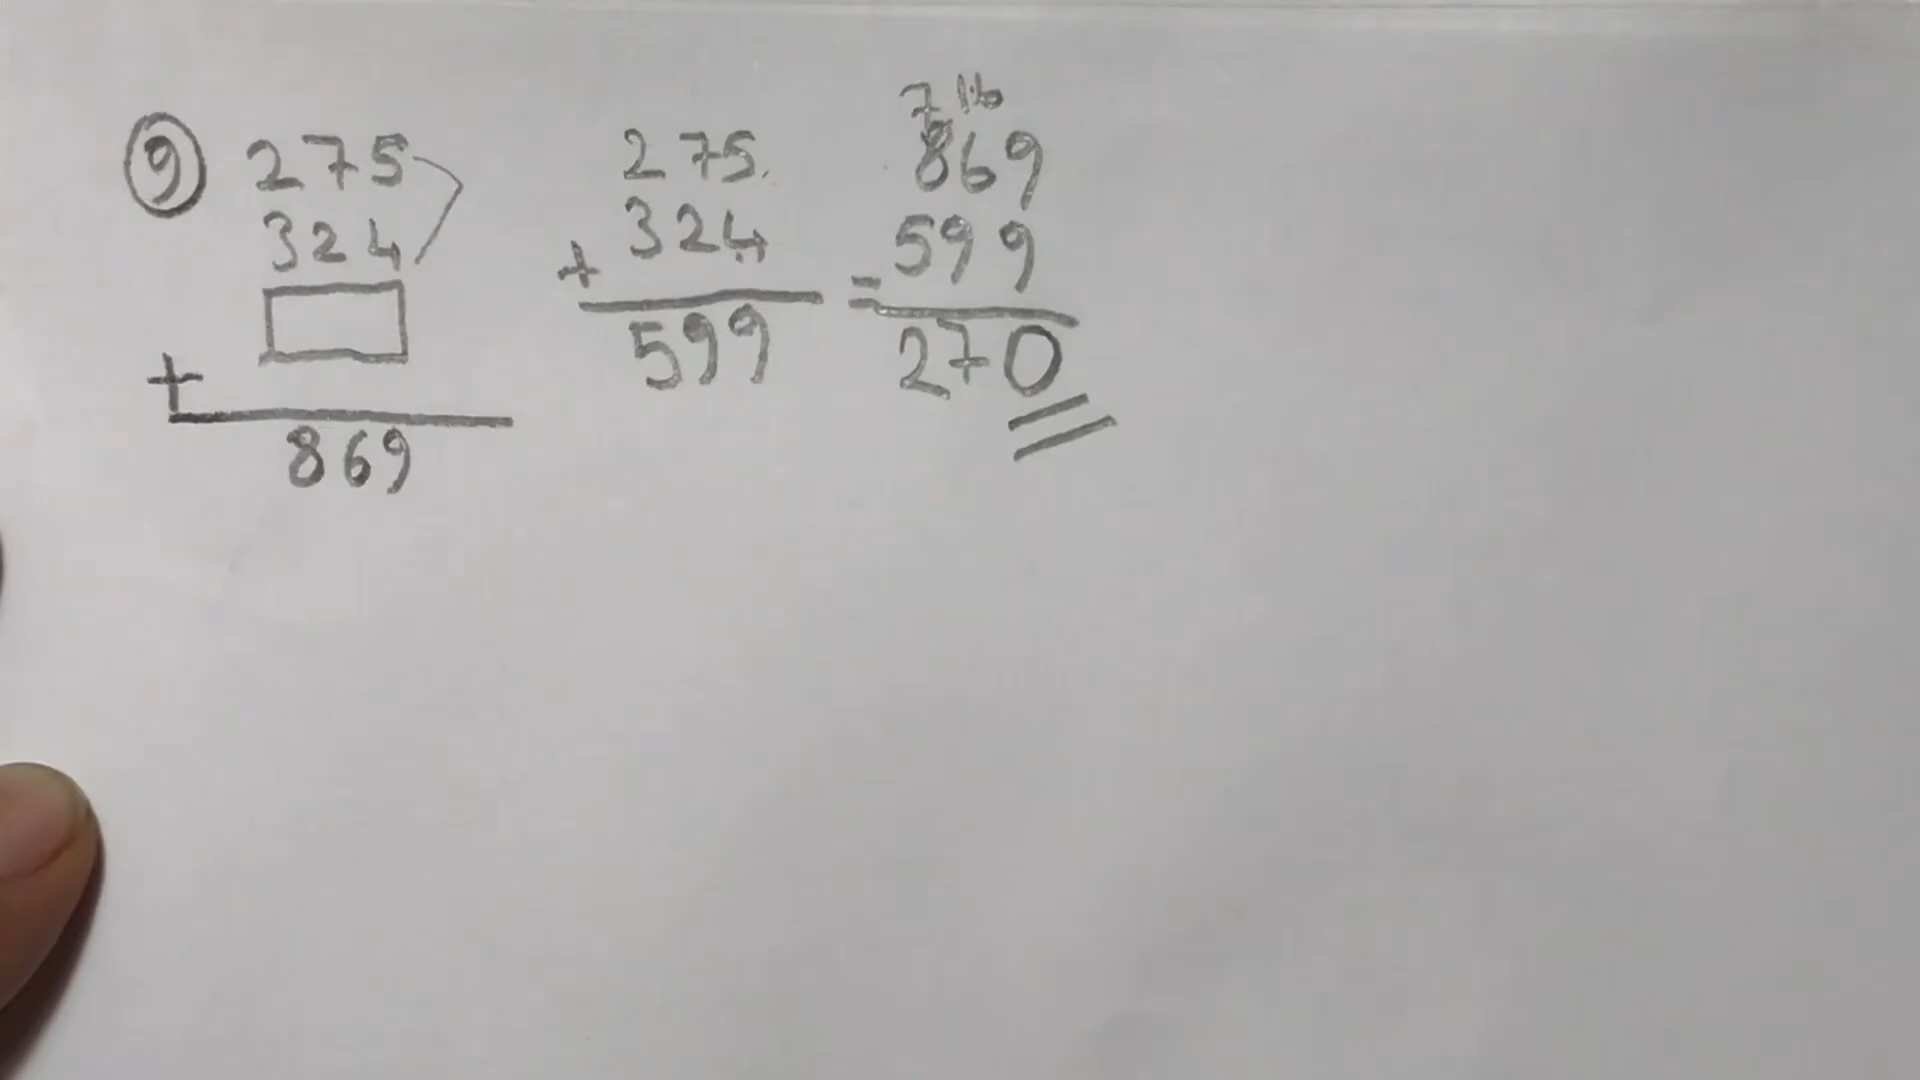 9 275 275 7 16
324 + 324 869
+ 599 = 599
869 270